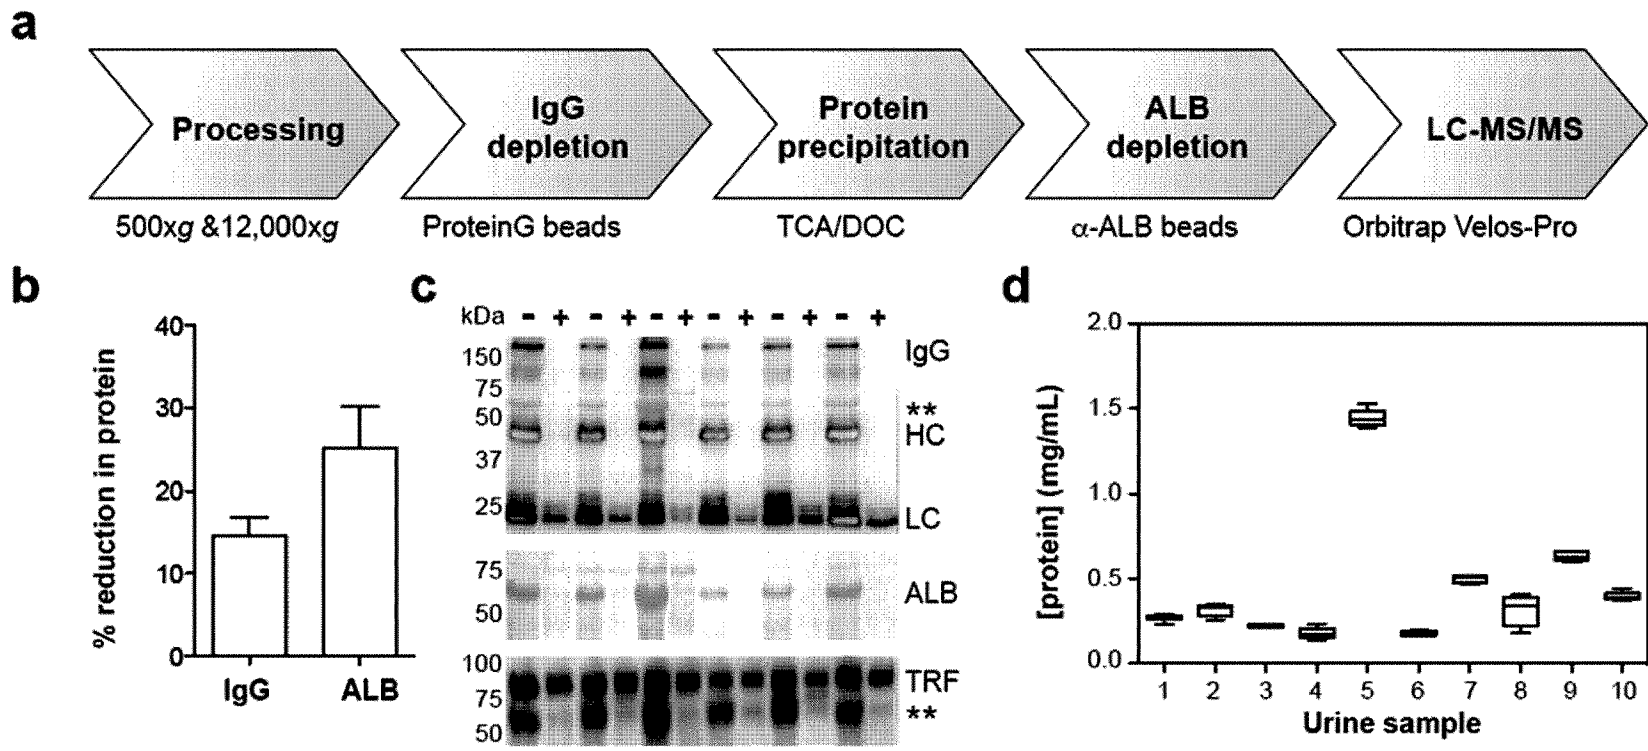 a
Processing
IgG
depletion
Protein
precipitation
ALB
depletion
LC-MS/MS
500xg &12,000xg
ProteinG beads
TCA/DOC
α-ALB beads
Orbitrap Velos-Pro
b
% reduction in protein
40
30
20
10
0
IgG
ALB
c
kDa - + - + - + - + - + - +
150
75
50
37
25
IgG
**
HC
LC
75
50
ALB
100
75
50
TRF
**
d
[protein] (mg/mL)
2.0
1.5
1.0
0.5
0.0
1 2 3 4 5 6 7 8 9 10
Urine sample